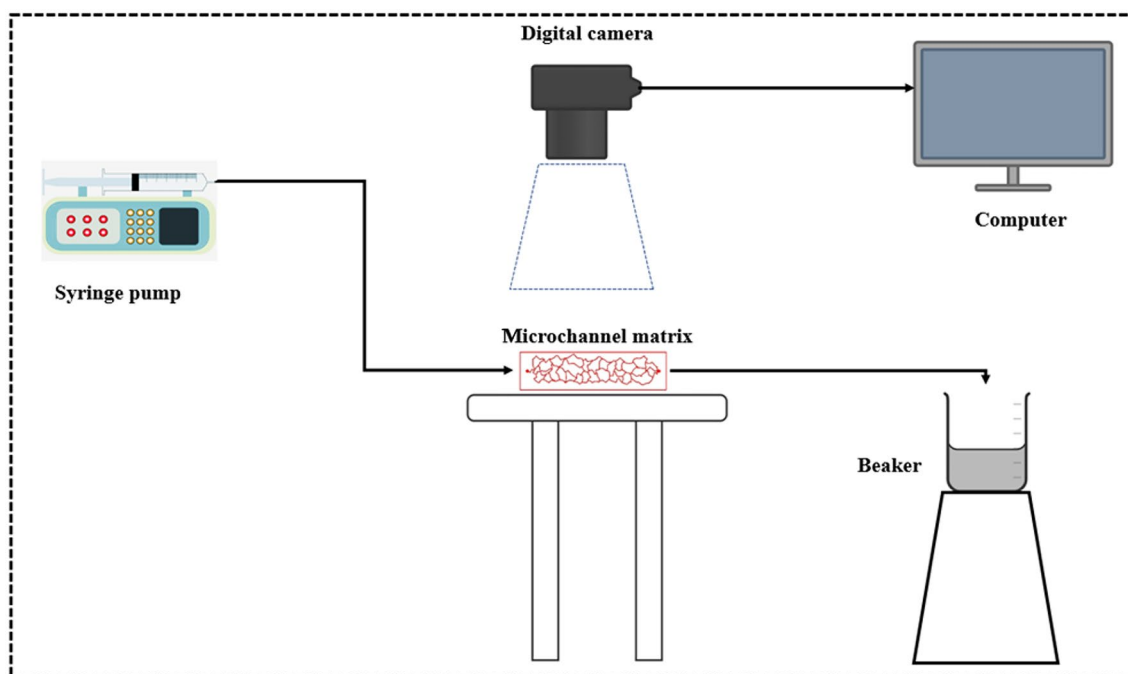 Digital camera
Computer
Syringe pump
Microchannel matrix
Beaker